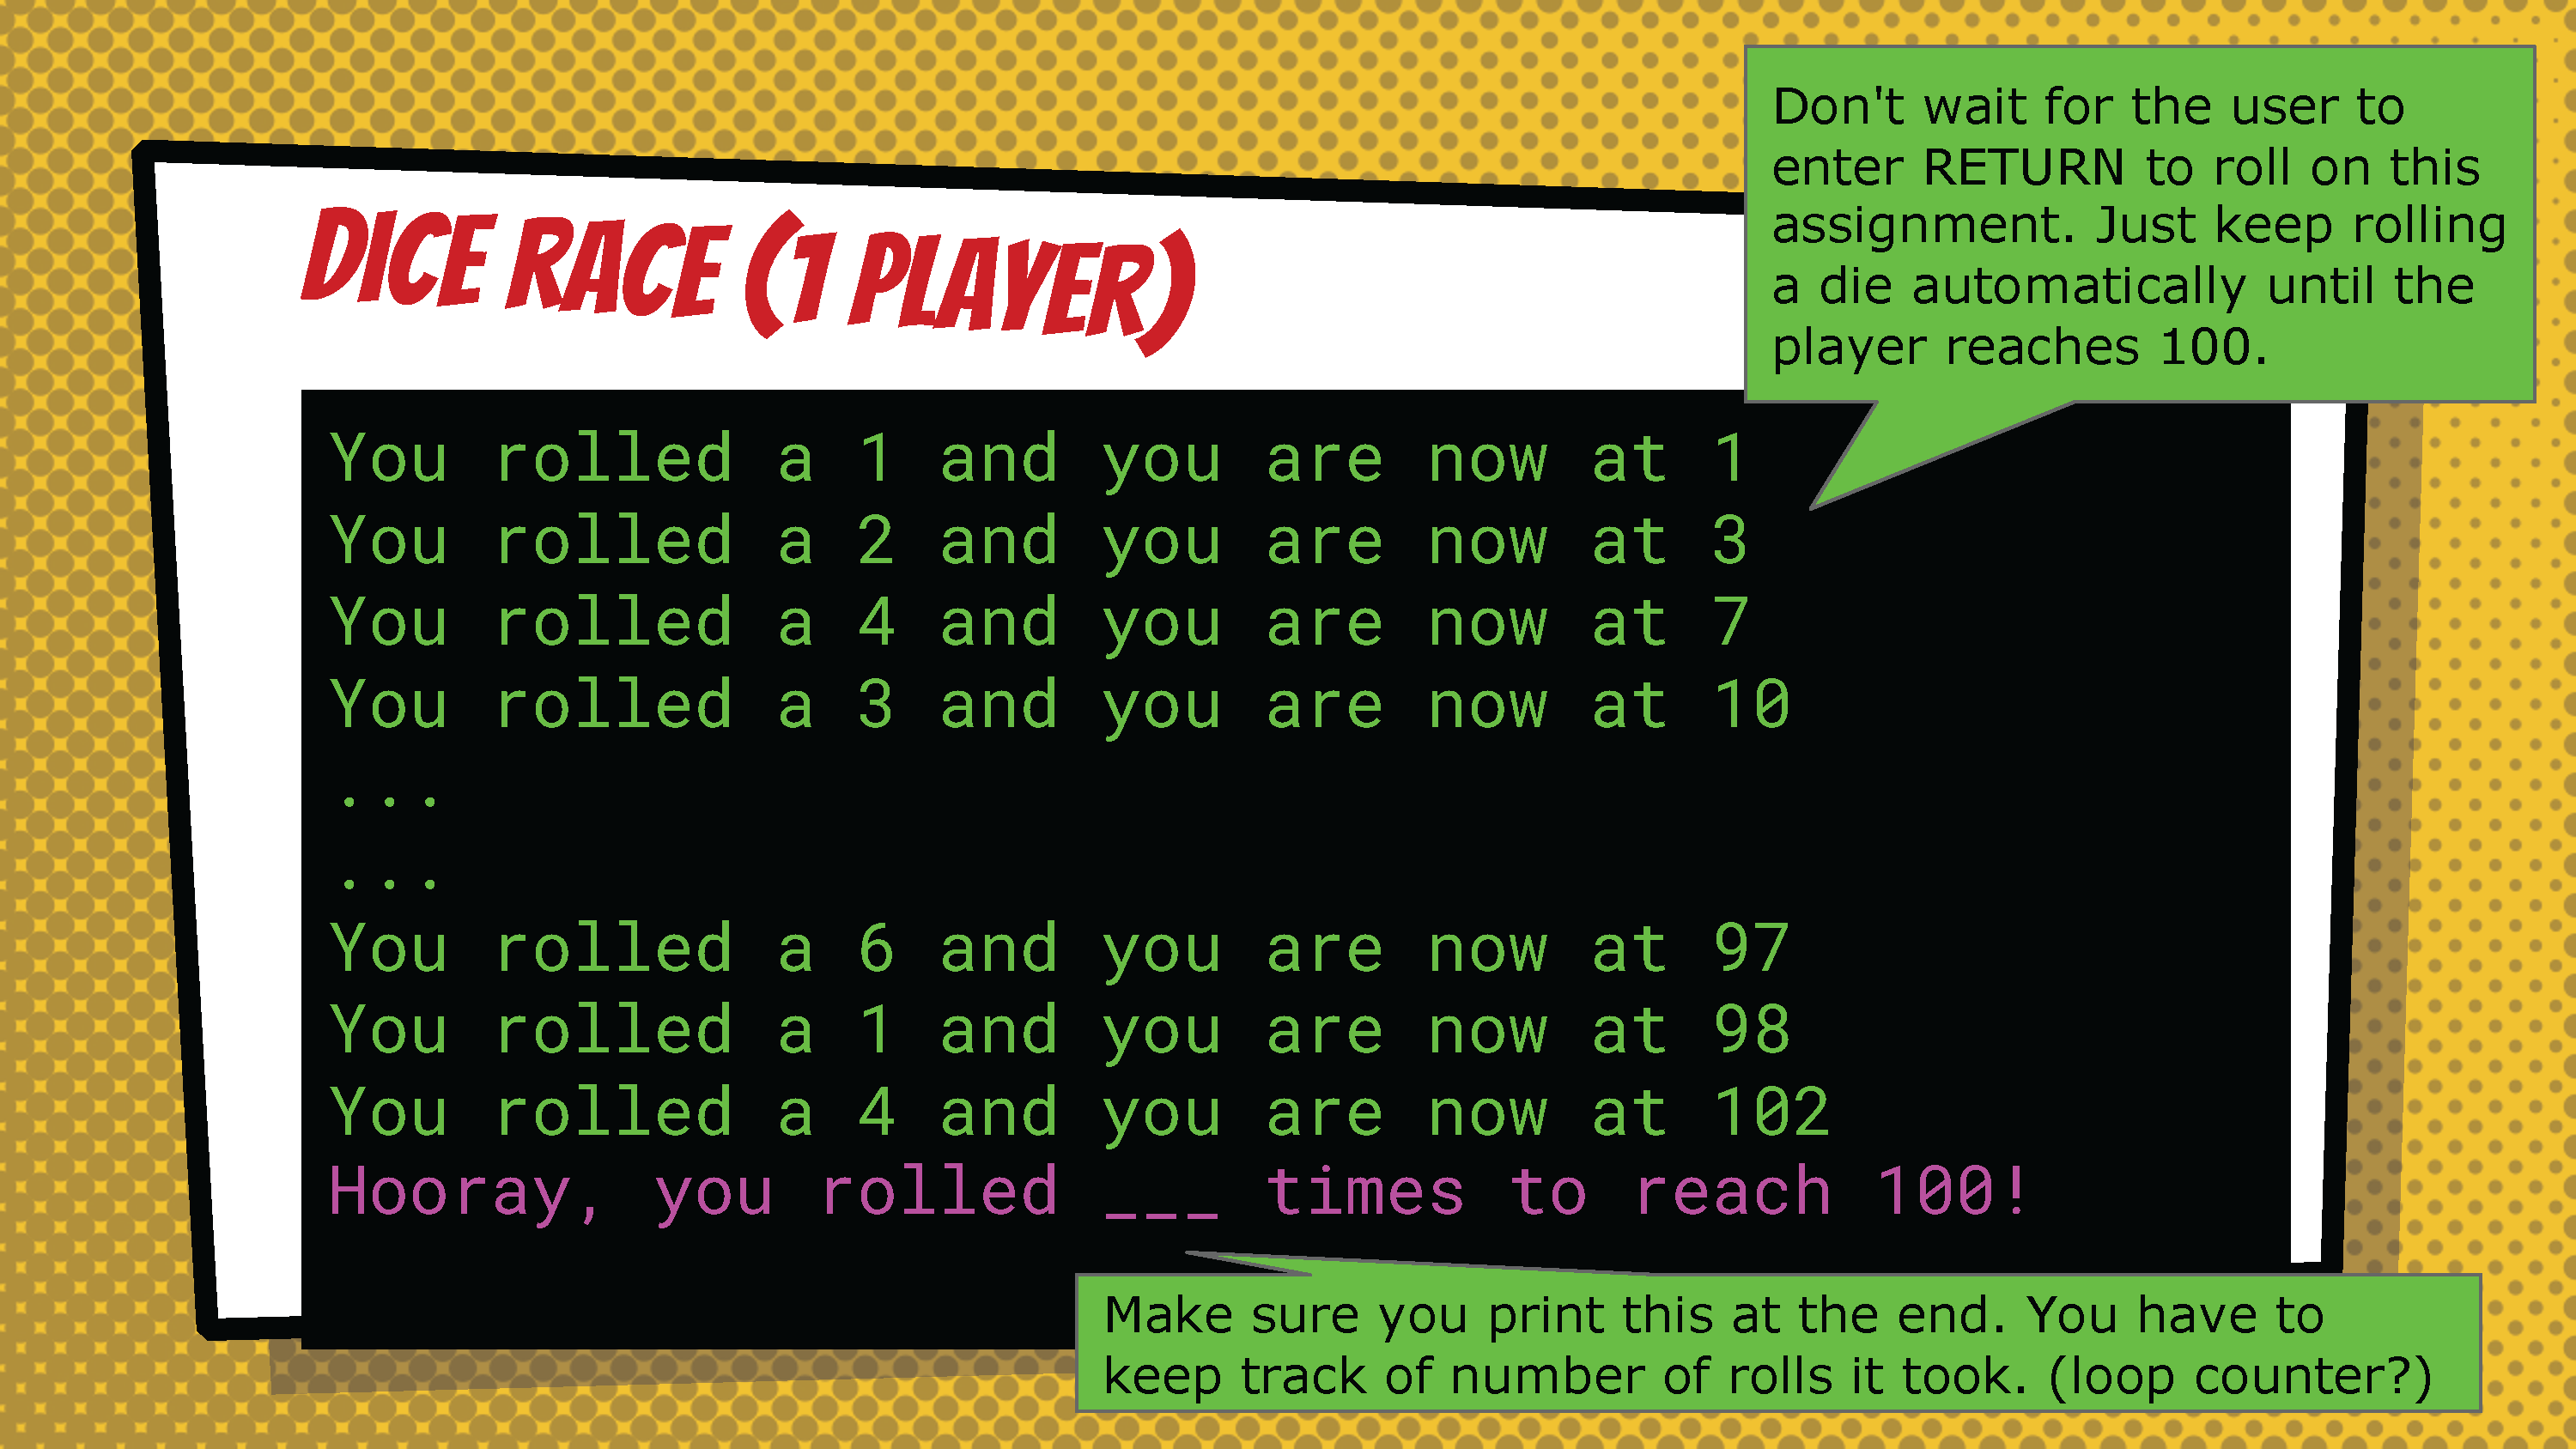 Don't wait for the user to
enter RETURN to roll on this
assignment. Just keep rolling
a die automatically until the
player reaches 100.
DICE RACE (1 PLAYER)
You rolled a 1 and you are now at 1
You rolled a 2 and you are now at 3
You rolled a 4 and you are now at 7
You rolled a 3 and you are now at 10
...
...
You rolled a 6 and you are now at 97
You rolled a 1 and you are now at 98
You rolled a 4 and you are now at 102
Hooray, you rolled ___ times to reach 100!
Make sure you print this at the end. You have to
keep track of number of rolls it took. (loop counter?)